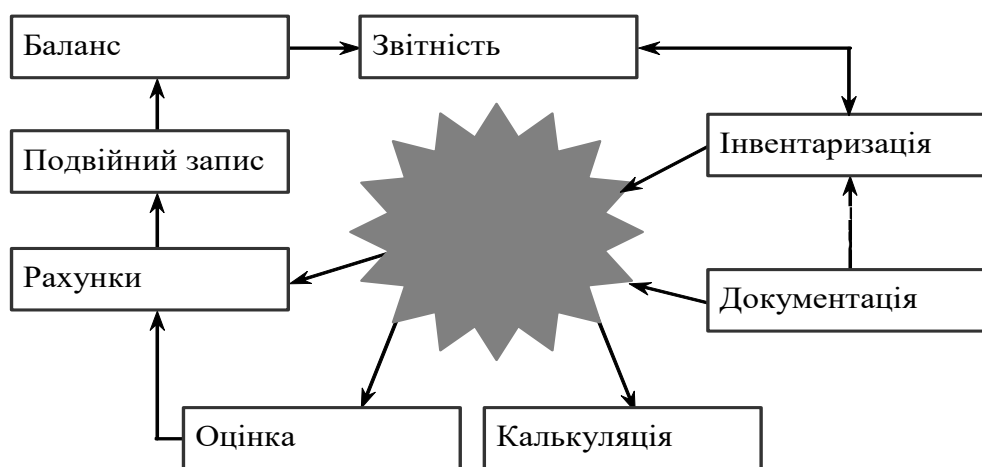 Баланс
Звітність
Подвійний запис
Інвентаризація
Рахунки
Документація
Оцінка
Калькуляція